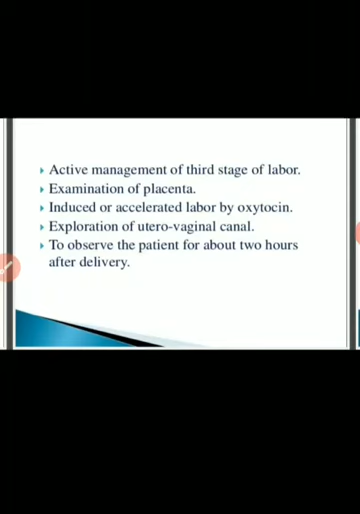 Active management of third stage of labor.
Examination of placenta.
Induced or accelerated labor by oxytocin.
Exploration of utero-vaginal canal.
To observe the patient for about two hours
after delivery.